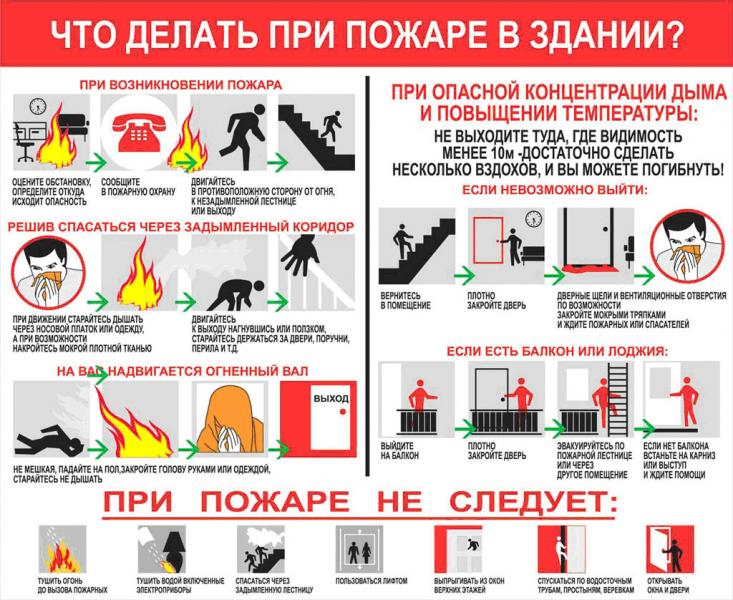 ЧТО ДЕЛАТЬ ПРИ ПОЖАРЕ В ЗДАНИИ?
ПРИ ВОЗНИКНОВЕНИИ ПОЖАРА
ОЦЕНИТЕ ОБСТАНОВКУ,
ОПРЕДЕЛИТЕ ОТКУДА
ИСХОДИТ ОПАСНОСТЬ
СООБЩИТЕ
В ПОЖАРНУЮ ОХРАНУ
ДВИГАЙТЕСЬ
В ПРОТИВОПОЛОЖНУЮ СТОРОНУ ОТ ОГНЯ,
К НЕЗАДЫМЛЕННОЙ ЛЕСТНИЦЕ
ИЛИ ВЫХОДУ
РЕШИВ СПАСАТЬСЯ ЧЕРЕЗ ЗАДЫМЛЕННЫЙ КОРИДОР
ПРИ ДВИЖЕНИИ СТАРАЙТЕСЬ ДЫШАТЬ
ЧЕРЕЗ НОСОВОЙ ПЛАТОК ИЛИ ОДЕЖДУ,
А ПРИ ВОЗМОЖНОСТИ
НАКРОЙТЕСЬ МОКРОЙ ПЛОТНОЙ ТКАНЬЮ
ДВИГАЙТЕСЬ
К ВЫХОДУ НАГНУВШИСЬ ИЛИ ПОЛЗКОМ,
СТАРАЙТЕСЬ ДЕРЖАТЬСЯ ЗА ДВЕРИ, ПОРУЧНИ,
ПЕРИЛА И Т.Д.
НА ВАС НАДВИГАЕТСЯ ОГНЕННЫЙ ВАЛ
ВЫХОД
НЕ МЕШКАЯ, ПАДАЙТЕ НА ПОЛ,ЗАКРОЙТЕ ГОЛОВУ РУКАМИ ИЛИ ОДЕЖДОЙ,
СТАРАЙТЕСЬ НЕ ДЫШАТЬ
ПРИ ОПАСНОЙ КОНЦЕНТРАЦИИ ДЫМА
И ПОВЫЩЕНИИ ТЕМПЕРАТУРЫ:
НЕ ВЫХОДИТЕ ТУДА, ГДЕ ВИДИМОСТЬ
МЕНЕЕ 10м -ДОСТАТОЧНО СДЕЛАТЬ
НЕСКОЛЬКО ВЗДОХОВ, И ВЫ МОЖЕТЕ ПОГИБНУТЬ!
ЕСЛИ НЕВОЗМОЖНО ВЫЙТИ:
ВЕРНИТЕСЬ
В ПОМЕЩЕНИЕ
ПЛОТНО
ЗАКРОЙТЕ ДВЕРЬ
ДВЕРНЫЕ ЩЕЛИ И ВЕНТИЛЯЦИОННЫЕ ОТВЕРСТИЯ
ПО ВОЗМОЖНОСТИ
ЗАКРОЙТЕ МОКРЫМИ ТРЯПКАМИ
И ЖДИТЕ ПОЖАРНЫХ ИЛИ СПАСАТЕЛЕЙ
ЕСЛИ ЕСТЬ БАЛКОН ИЛИ ЛОДЖИЯ:
ВЫЙДИТЕ
НА БАЛКОН
ПЛОТНО
ЗАКРОЙТЕ ДВЕРЬ
ЭВАКУИРУЙТЕСЬ ПО
ПОЖАРНОЙ ЛЕСТНИЦЕ
ИЛИ ЧЕРЕЗ
ДРУГОЕ ПОМЕЩЕНИЕ
ЕСЛИ НЕТ БАЛКОНА
ВСТАНЬТЕ НА КАРНИЗ
ИЛИ ВЫСТУП
И ЖДИТЕ ПОМОЩИ
ПРИ ПОЖАРЕ НЕ СЛЕДУЕТ:
ТУШИТЬ ОГОНЬ
ДО ВЫЗОВА ПОЖАРНЫХ
ТУШИТЬ ВОДОЙ ВКЛЮЧЕННЫЕ
ЭЛЕКТРОПРИБОРЫ
СПАСАТЬСЯ ЧЕРЕЗ
ЗАДЫМЛЕННУЮ ЛЕСТНИЦУ
ПОЛЬЗОВАТЬСЯ ЛИФТОМ
ВЫПРЫГИВАТЬ ИЗ ОКОН
ВЕРХНИХ ЭТАЖЕЙ
СПУСКАТЬСЯ ПО ВОДОСТОЧНЫМ
ТРУБАМ, ПРОСТЫНЯМ, ВЕРЕВКАМ
ОТКРЫВАТЬ
ОКНА И ДВЕРИ